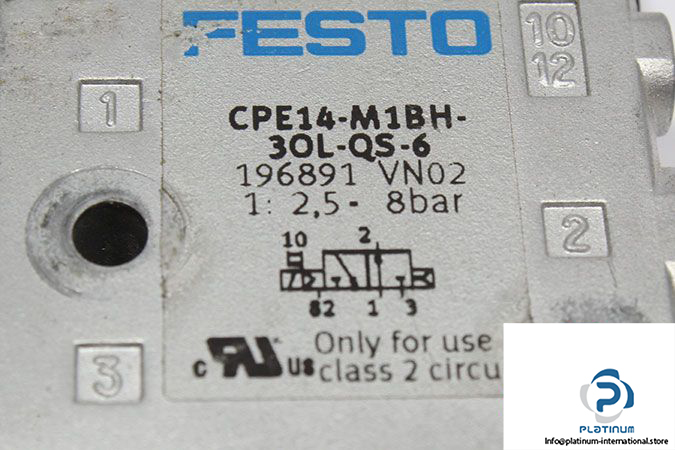 FESTO
10
12
1
CPE14-M1BH-
3OL-QS-6
196891 VN02
1: 2,5- 8bar
2
10 2
82 1 3
3
c RU US
Only for use
class 2 circu
PLATINUM
Info@platinum-international.store